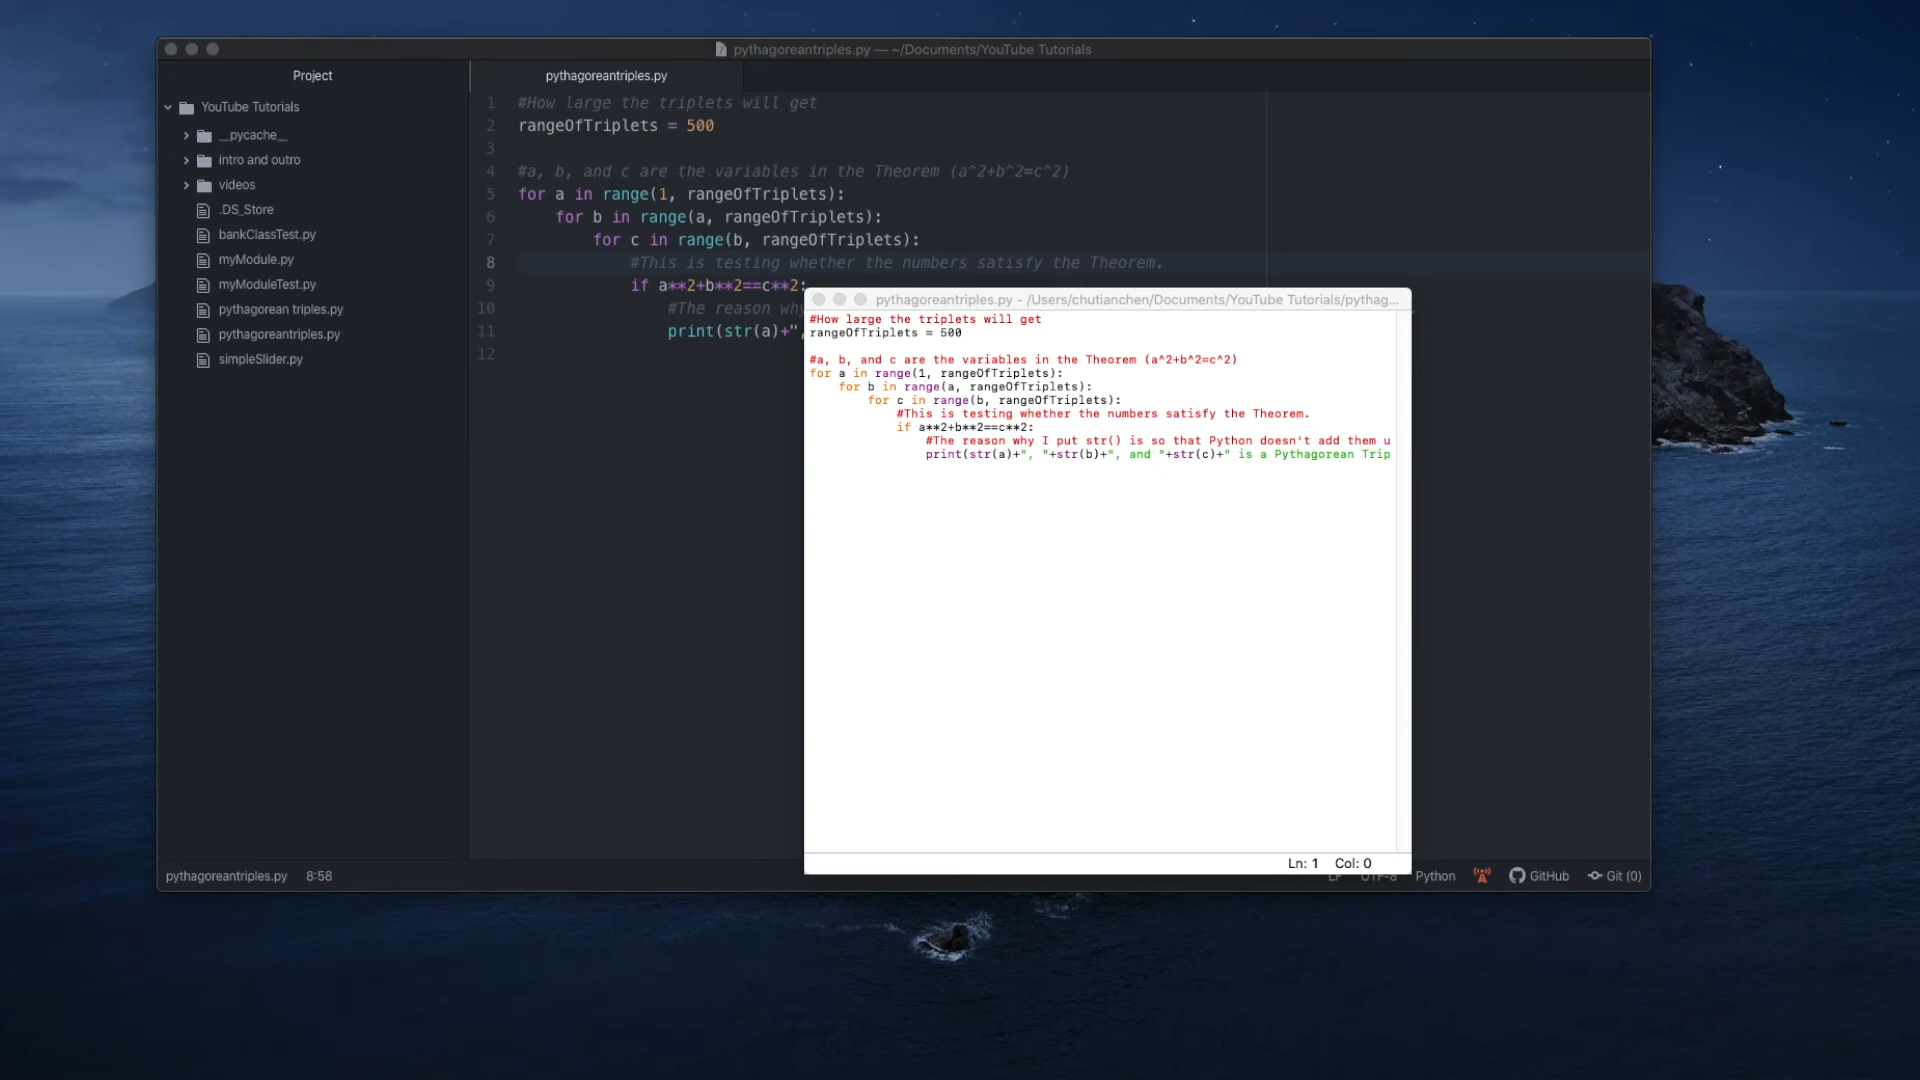 pythagoreantriples.py — ~/Documents/YouTube Tutorials
Project
pythagoreantriples.py
YouTube Tutorials
__pycache__
intro and outro
videos
.DS_Store
bankClassTest.py
myModule.py
myModuleTest.py
pythagorean triples.py
pythagoreantriples.py
simpleSlider.py
1 #How large the triplets will get
2 rangeOfTriplets = 500
3
4 #a, b, and c are the variables in the Theorem (a^2+b^2=c^2)
5 for a in range(1, rangeOfTriplets):
6     for b in range(a, rangeOfTriplets):
7         for c in range(b, rangeOfTriplets):
8             #This is testing whether the numbers satisfy the Theorem.
9             if a**2+b**2==c**2:
10                 #The reason why
11                 print(str(a)+",
12
pythagoreantriples.py - /Users/chutianchen/Documents/YouTube Tutorials/pythag...
#How large the triplets will get
rangeOfTriplets = 500
#a, b, and c are the variables in the Theorem (a^2+b^2=c^2)
for a in range(1, rangeOfTriplets):
    for b in range(a, rangeOfTriplets):
        for c in range(b, rangeOfTriplets):
            #This is testing whether the numbers satisfy the Theorem.
            if a**2+b**2==c**2:
                #The reason why I put str() is so that Python doesn't add them u
                print(str(a)+", "+str(b)+", and "+str(c)+" is a Pythagorean Trip
Ln: 1 Col: 0
pythagoreantriples.py 8:58
LF UTF-8 Python GitHub Git (0)